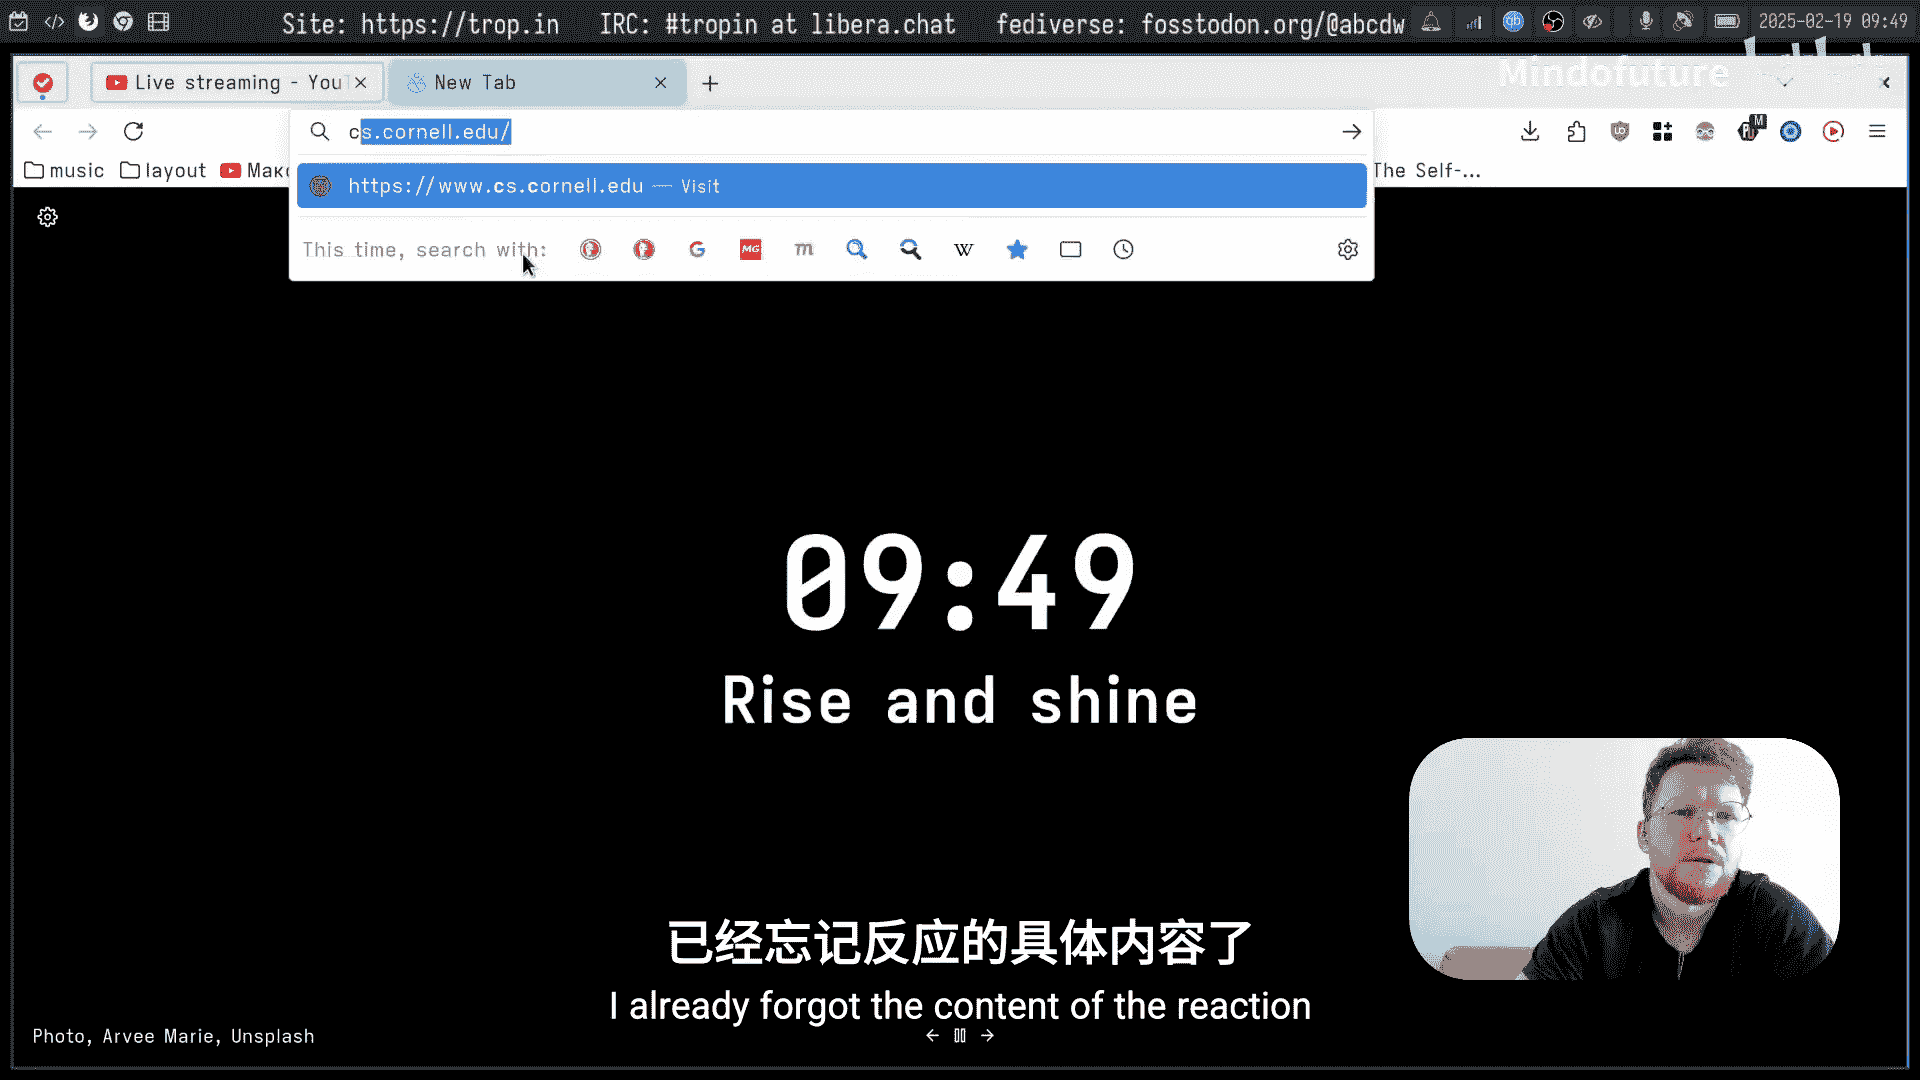 Site: https://trop.in IRC: #tropin at libera.chat fediverse: fosstodon.org/@abcdw
2025-02-19 09:49
Mindofuture
Live streaming - You
New Tab
cs.cornell.edu/
M
music
layout
Мак
The Self-...
https://www.cs.cornell.edu — Visit
This time, search with:
MG
m
W
09:49
Rise and shine
已经忘记反应的具体内容了
I already forgot the content of the reaction
Photo, Arvee Marie, Unsplash